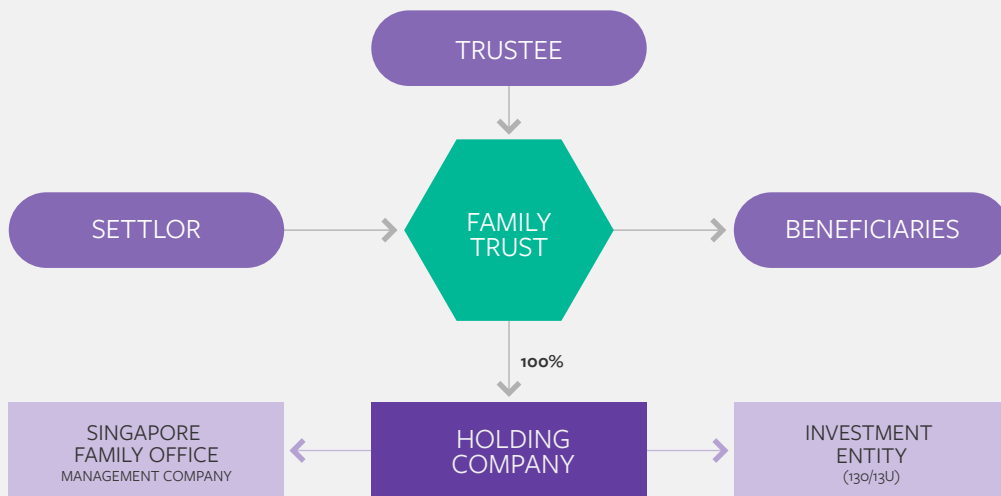 TRUSTEE
SETTLOR
FAMILY
TRUST
BENEFICIARIES
100%
SINGAPORE
FAMILY OFFICE
MANAGEMENT COMPANY
HOLDING
COMPANY
INVESTMENT
ENTITY
(13O/13U)